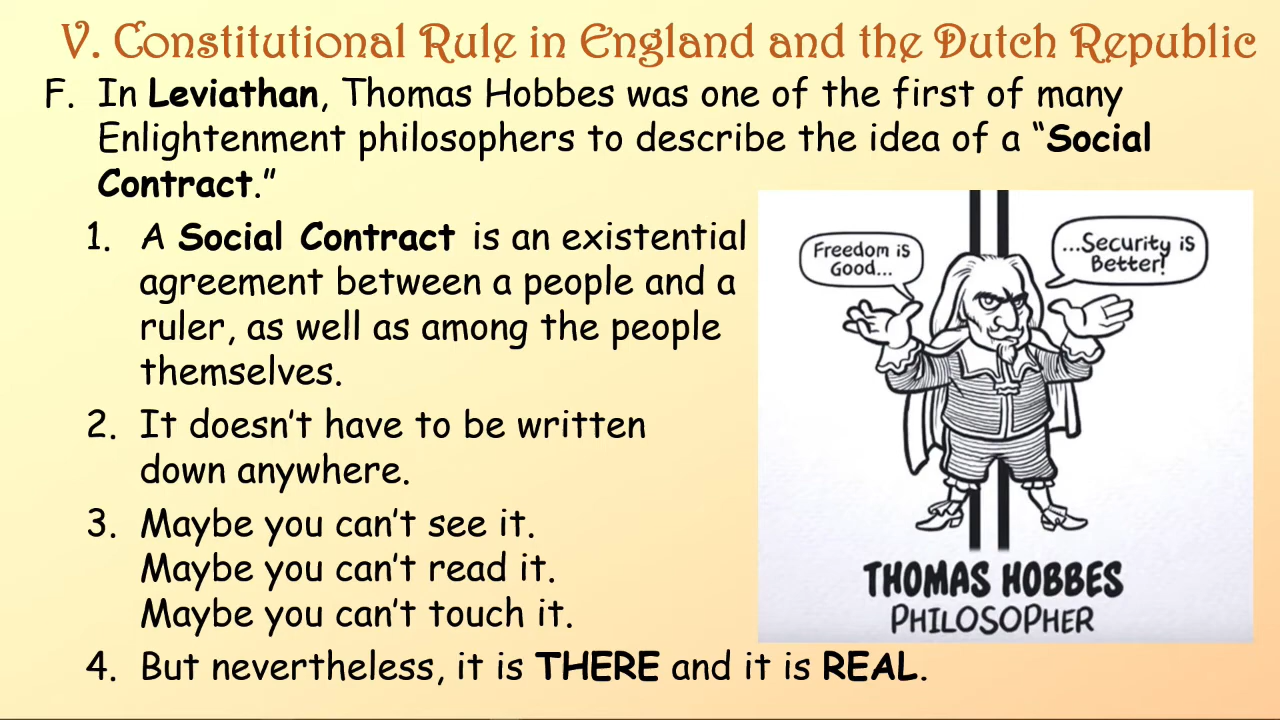 V. Constitutional Rule in England and the Dutch Republic
F. In Leviathan, Thomas Hobbes was one of the first of many
Enlightenment philosophers to describe the idea of a “Social
Contract.”
1. A Social Contract is an existential
agreement between a people and a
ruler, as well as among the people
themselves.
2. It doesn’t have to be written
down anywhere.
3. Maybe you can’t see it.
Maybe you can’t read it.
Maybe you can’t touch it.
4. But nevertheless, it is THERE and it is REAL.
Freedom is
Good...
...Security is
Better!
THOMAS HOBBES
PHILOSOPHER